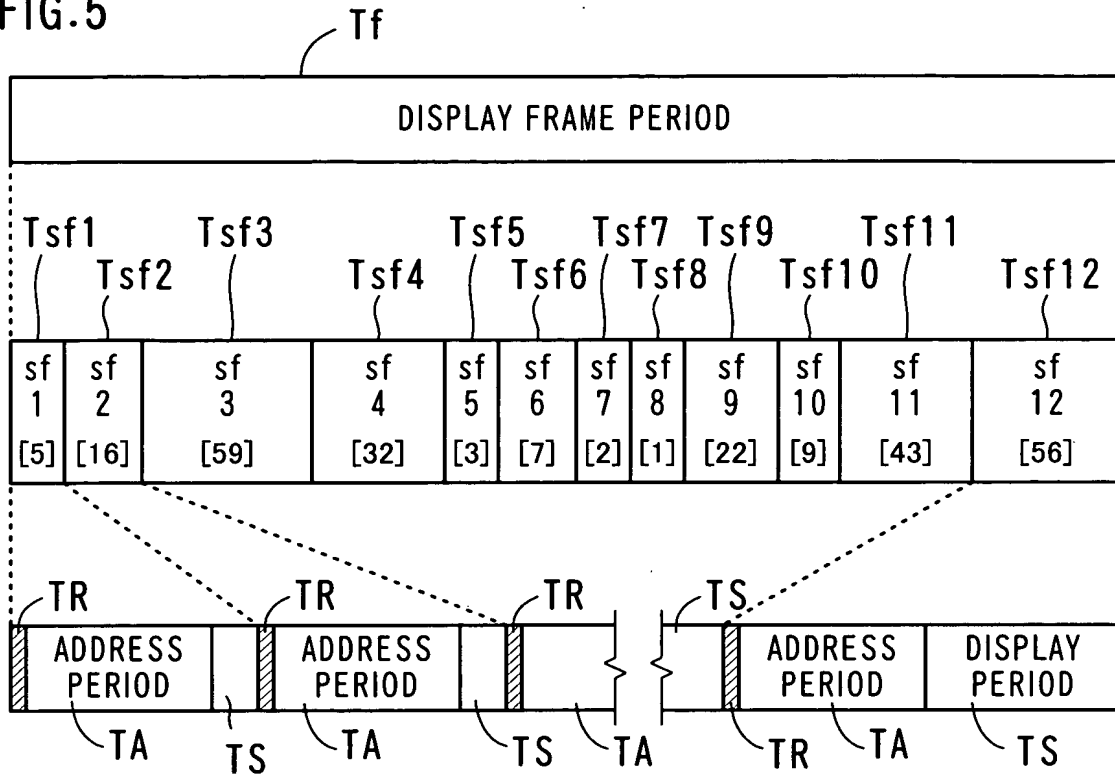 FIG.5
Tf
DISPLAY FRAME PERIOD
Tsf1 Tsf3 Tsf5 Tsf7 Tsf9 Tsf11
Tsf2 Tsf4 Tsf6 Tsf8 Tsf10 Tsf12
sf sf sf sf sf sf sf sf sf sf sf sf
1 2 3 4 5 6 7 8 9 10 11 12
[5] [16] [59] [32] [3] [7] [2] [1] [22] [9] [43] [56]
TR TR TR TS
ADDRESS ADDRESS ADDRESS DISPLAY
PERIOD PERIOD PERIOD PERIOD
TA TS TA TS TA TR TA TS